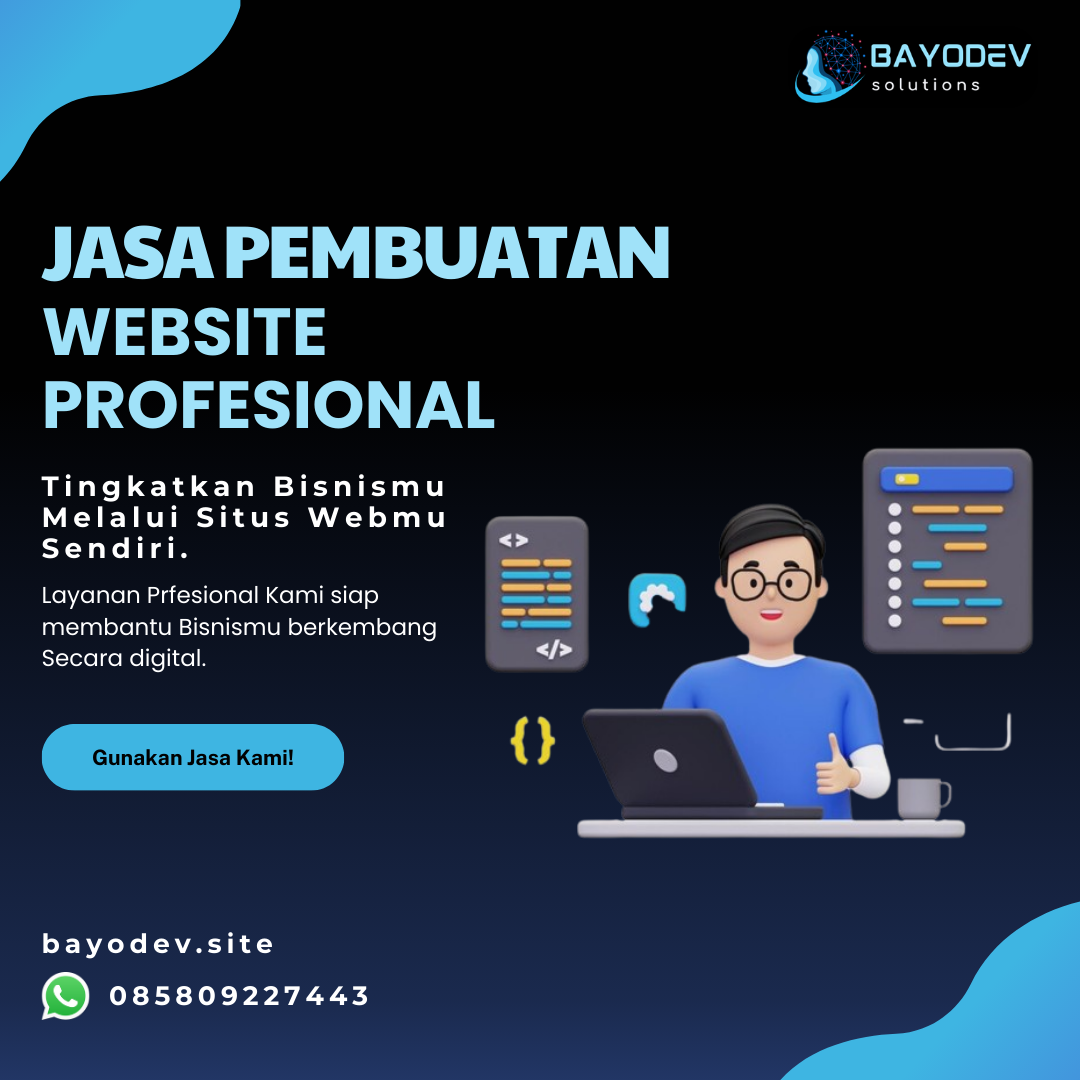 BAYODEV
solutions
JASA PEMBUATAN
WEBSITE
PROFESIONAL
Tingkatkan Bisnismu
Melalui Situs Webmu
Sendiri.
Layanan Prfesional Kami siap
membantu Bisnismu berkembang
Secara digital.
<>
</>
{}
Gunakan Jasa Kami!
bayodev.site
085809227443